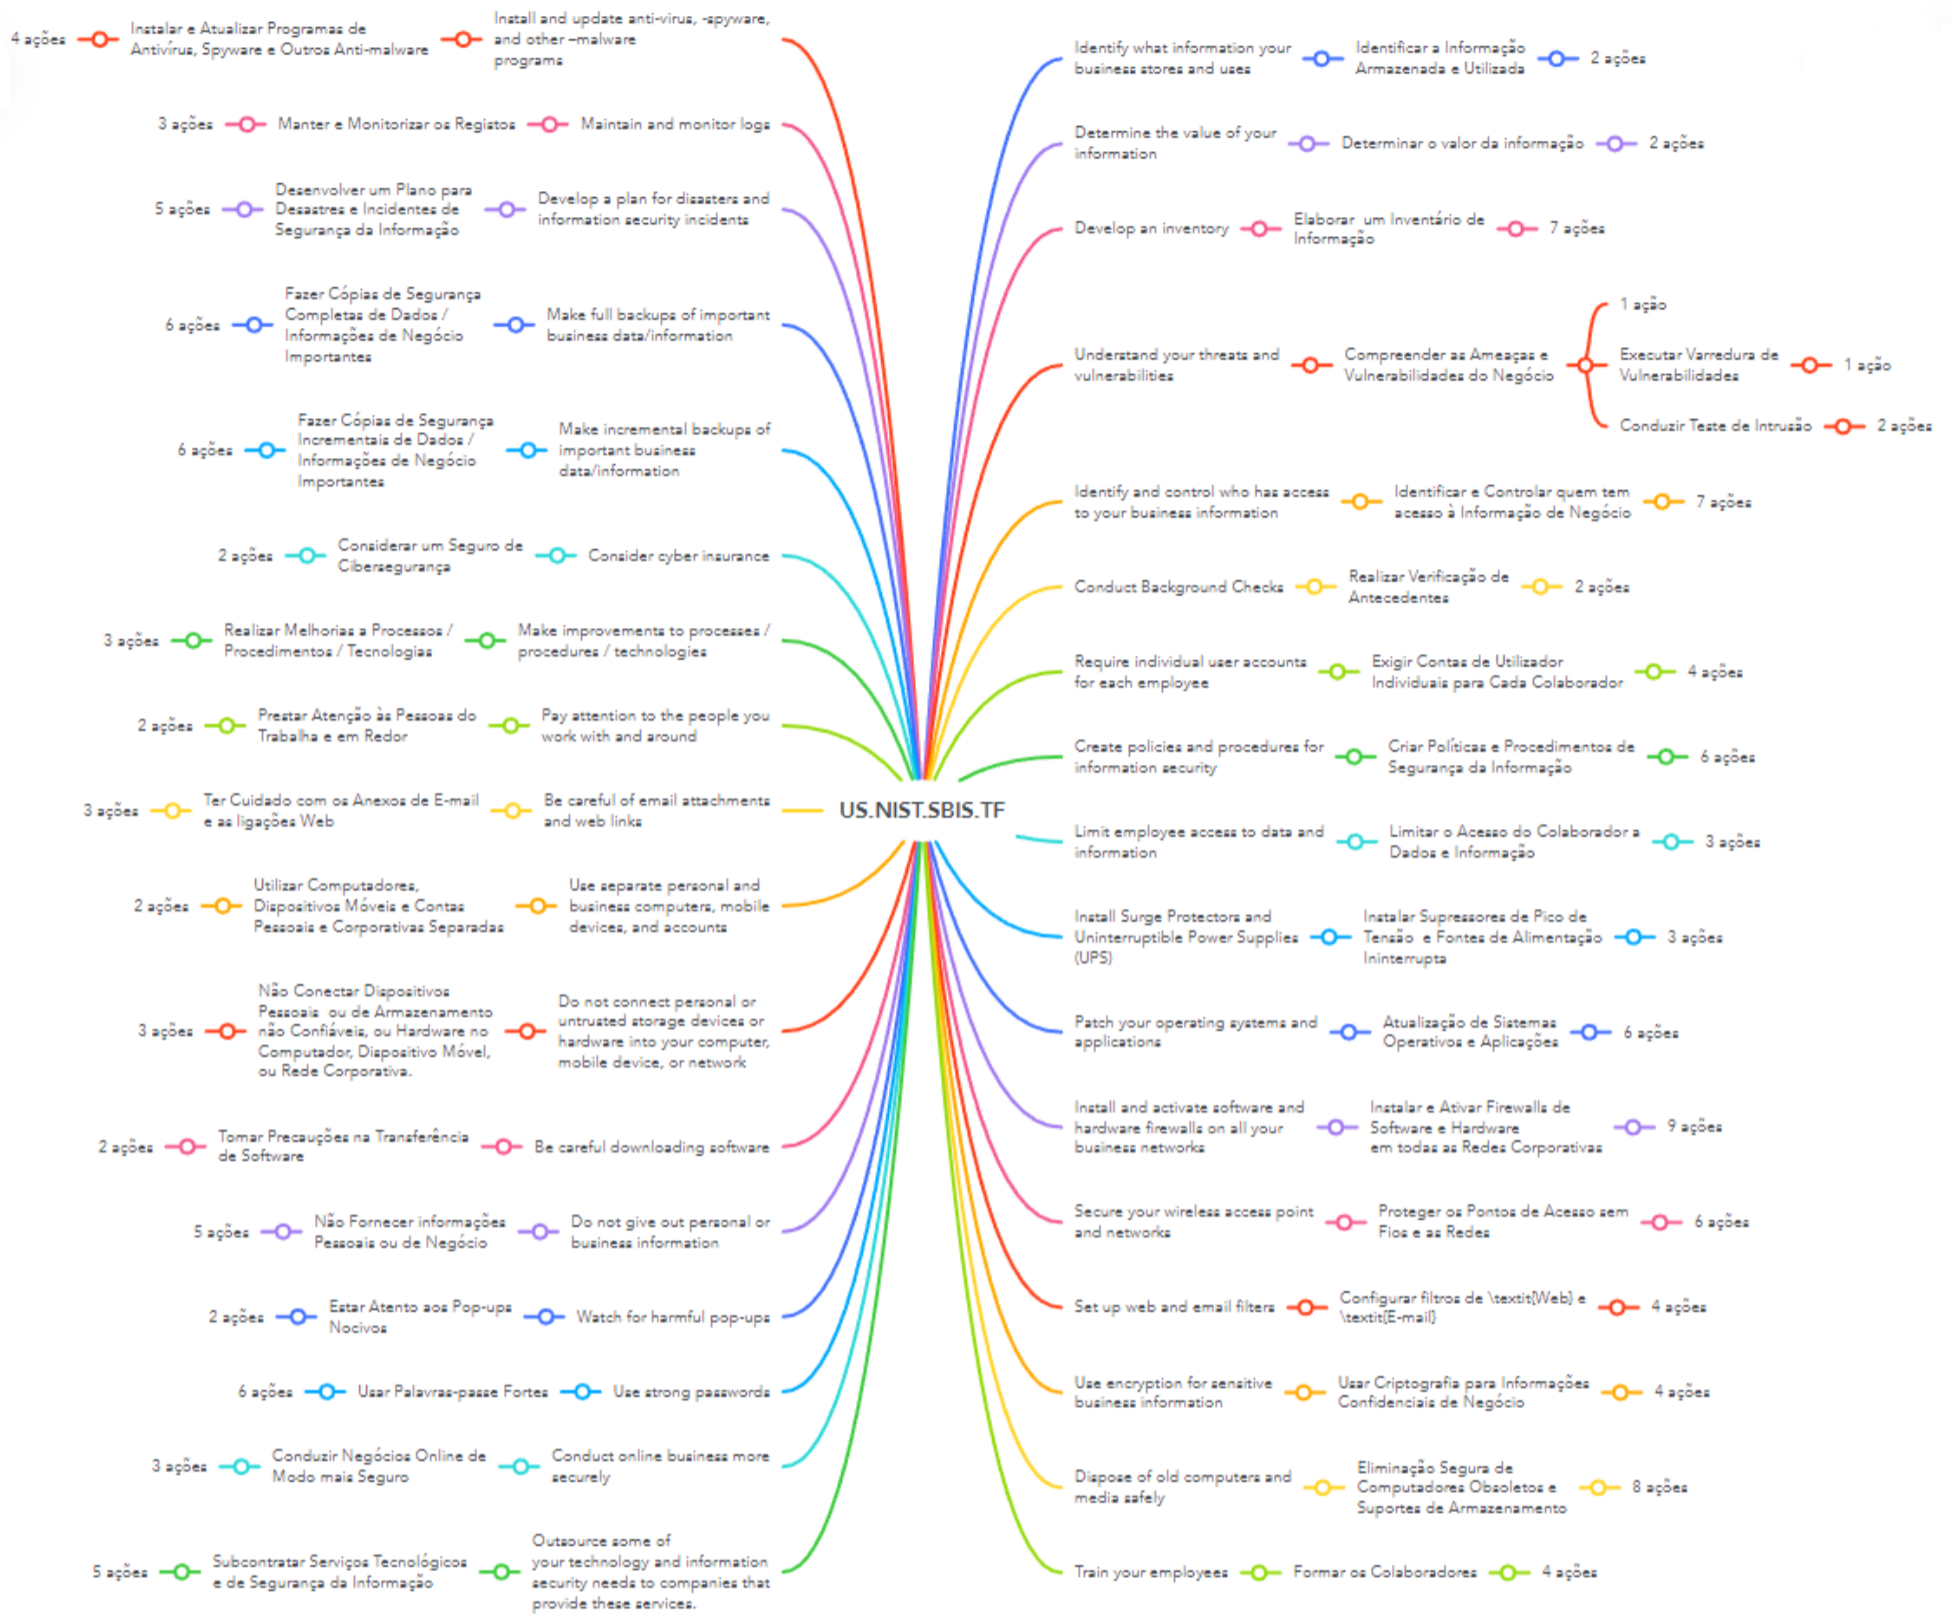 4 ações
Instalar e Atualizar Programas de
Antivírus, Spyware e Outros Anti-malware
Install and update anti-virus, -spyware,
and other –malware
programs
3 ações
Manter e Monitorizar os Registos
Maintain and monitor logs
5 ações
Desenvolver um Plano para
Desastres e Incidentes de
Segurança da Informação
Develop a plan for disasters and
information security incidents
6 ações
Fazer Cópias de Segurança
Completas de Dados /
Informações de Negócio
Importantes
Make full backups of important
business data/information
6 ações
Fazer Cópias de Segurança
Incrementais de Dados /
Informações de Negócio
Importantes
Make incremental backups of
important business
data/information
2 ações
Considerar um Seguro de
Cibersegurança
Consider cyber insurance
3 ações
Realizar Melhorias a Processos /
Procedimentos / Tecnologias
Make improvements to processes /
procedures / technologies
2 ações
Prestar Atenção às Pessoas do
Trabalha e em Redor
Pay attention to the people you
work with and around
3 ações
Ter Cuidado com os Anexos de E-mail
e as ligações Web
Be careful of email attachments
and web links
2 ações
Utilizar Computadores,
Dispositivos Móveis e Contas
Pessoais e Corporativas Separadas
Use separate personal and
business computers, mobile
devices, and accounts
3 ações
Não Conectar Dispositivos
Pessoais ou de Armazenamento
não Confiáveis, ou Hardware no
Computador, Dispositivo Móvel,
ou Rede Corporativa.
Do not connect personal or
untrusted storage devices or
hardware into your computer,
mobile device, or network
2 ações
Tomar Precauções na Transferência
de Software
Be careful downloading software
5 ações
Não Fornecer informações
Pessoais ou de Negócio
Do not give out personal or
business information
2 ações
Estar Atento aos Pop-ups
Nocivos
Watch for harmful pop-ups
6 ações
Usar Palavras-passe Fortes
Use strong passwords
3 ações
Conduzir Negócios Online de
Modo mais Seguro
Conduct online business more
securely
5 ações
Subcontratar Serviços Tecnológicos
e de Segurança da Informação
Outsource some of
your technology and information
security needs to companies that
provide these services.
US.NIST.SBIS.TF
Identify what information your
business stores and uses
Identificar a Informação
Armazenada e Utilizada
2 ações
Determine the value of your
information
Determinar o valor da informação
2 ações
Develop an inventory
Elaborar um Inventário de
Informação
7 ações
Understand your threats and
vulnerabilities
Compreender as Ameaças e
Vulnerabilidades do Negócio
1 ação
Executar Varredura de
Vulnerabilidades
1 ação
Conduzir Teste de Intrusão
2 ações
Identify and control who has access
to your business information
Identificar e Controlar quem tem
acesso à Informação de Negócio
7 ações
Conduct Background Checks
Realizar Verificação de
Antecedentes
2 ações
Require individual user accounts
for each employee
Exigir Contas de Utilizador
Individuais para Cada Colaborador
4 ações
Create policies and procedures for
information security
Criar Políticas e Procedimentos de
Segurança da Informação
6 ações
Limit employee access to data and
information
Limitar o Acesso do Colaborador a
Dados e Informação
3 ações
Install Surge Protectors and
Uninterruptible Power Supplies
(UPS)
Instalar Supressores de Pico de
Tensão e Fontes de Alimentação
Ininterrupta
3 ações
Patch your operating systems and
applications
Atualização de Sistemas
Operativos e Aplicações
6 ações
Install and activate software and
hardware firewalls on all your
business networks
Instalar e Ativar Firewalls de
Software e Hardware
em todas as Redes Corporativas
9 ações
Secure your wireless access point
and networks
Proteger os Pontos de Acesso sem
Fios e as Redes
6 ações
Set up web and email filters
Configurar filtros de \textit{Web} e
\textit{E-mail}
4 ações
Use encryption for sensitive
business information
Usar Criptografia para Informações
Confidenciais de Negócio
4 ações
Dispose of old computers and
media safely
Eliminação Segura de
Computadores Obsoletos e
Suportes de Armazenamento
8 ações
Train your employees
Formar os Colaboradores
4 ações